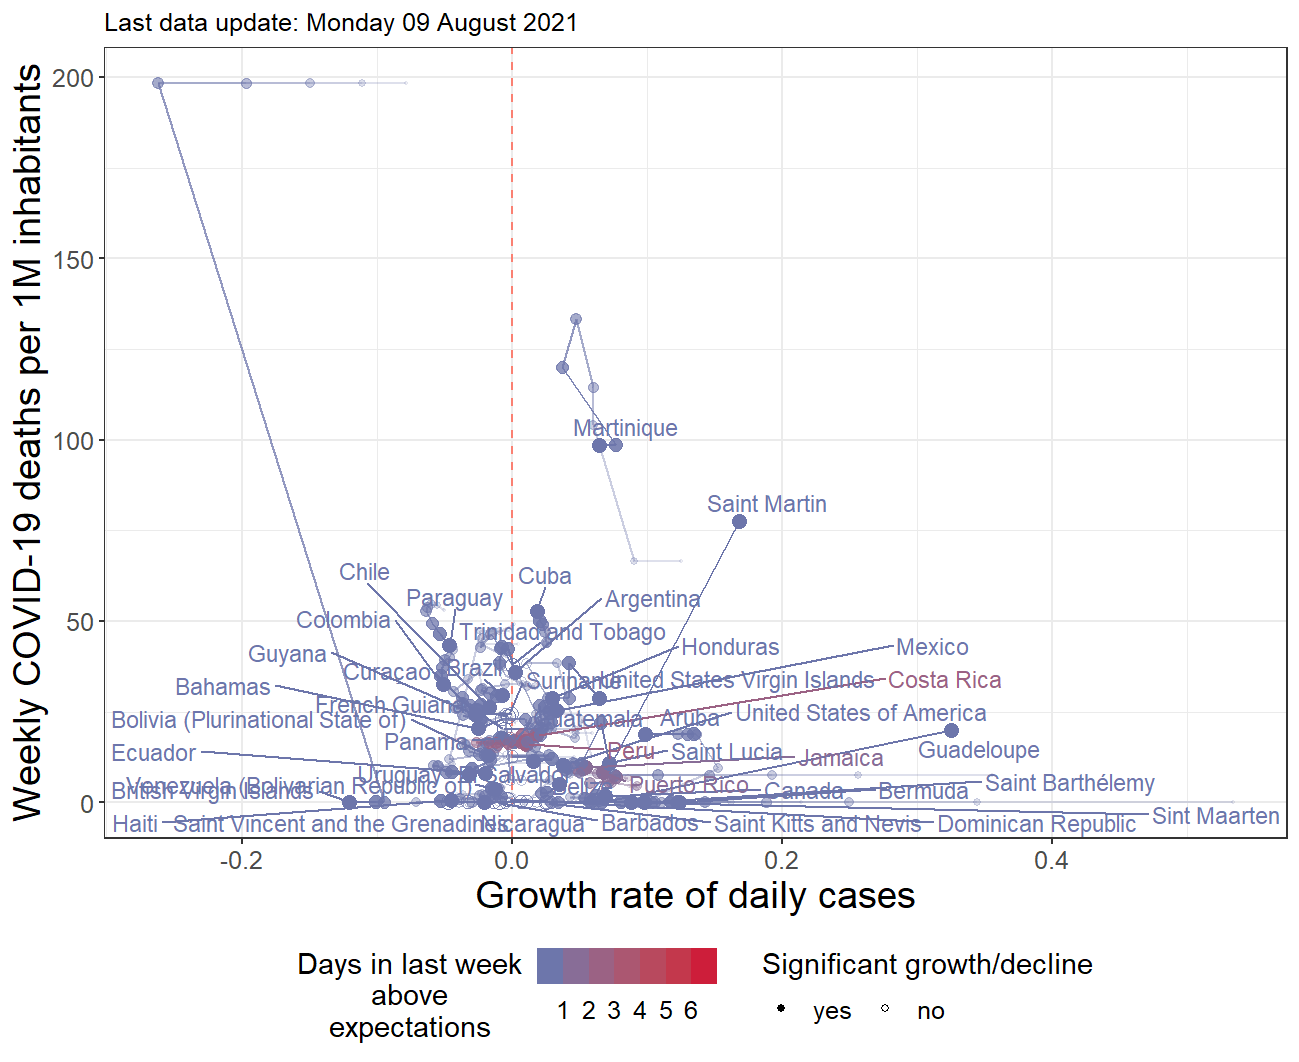 Last data update: Monday 09 August 2021
Weekly COVID-19 deaths per 1M inhabitants
200
150
100
50
0
Martinique
Saint Martin
Chile
Cuba
Paraguay
Argentina
Colombia
Trinidad and Tobago
Guyana
Honduras
Mexico
Curacao
Brazil
Suriname
United States Virgin Islands
Costa Rica
Bahamas
French Guiana
Bolivia (Plurinational State of)
Guatemala
Aruba
United States of America
Panama
Ecuador
Peru
Saint Lucia
Jamaica
Guadeloupe
Uruguay
Salvador
Venezuela (Bolivarian Republic of)
British Virgin Islands
Belize
Puerto Rico
Canada
Bermuda
Saint Barthélemy
Haiti
Saint Vincent and the Grenadines
Nicaragua
Barbados
Saint Kitts and Nevis
Dominican Republic
Sint Maarten
-0.2
0.0
0.2
0.4
Growth rate of daily cases
Days in last week
above
expectations
1 2 3 4 5 6
Significant growth/decline
yes
no